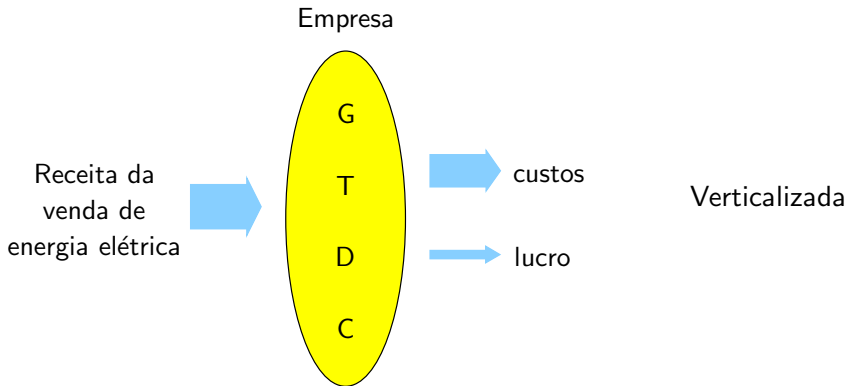 Empresa
G
T
D
C
Receita da
venda de
energia elétrica
custos
lucro
Verticalizada